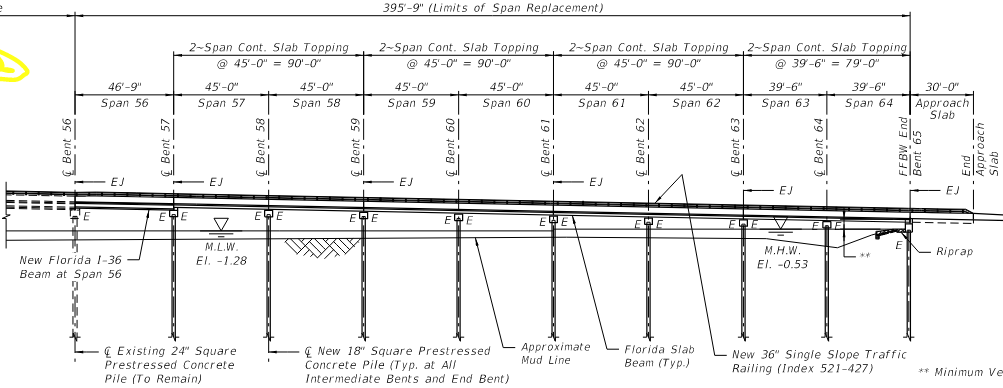 395'-9" (Limits of Span Replacement)
2~Span Cont. Slab Topping
@ 45'-0" = 90'-0"
2~Span Cont. Slab Topping
@ 45'-0" = 90'-0"
2~Span Cont. Slab Topping
@ 45'-0" = 90'-0"
2~Span Cont. Slab Topping
@ 39'-6" = 79'-0"
46'-9"
Span 56
45'-0"
Span 57
45'-0"
Span 58
45'-0"
Span 59
45'-0"
Span 60
45'-0"
Span 61
45'-0"
Span 62
39'-6"
Span 63
39'-6"
Span 64
30'-0"
Approach
Slab
℄ Bent 56
℄ Bent 57
℄ Bent 58
℄ Bent 59
℄ Bent 60
℄ Bent 61
℄ Bent 62
℄ Bent 63
℄ Bent 64
FFBW End
Bent 65
End
Approach
Slab
EJ
EJ
EJ
EJ
EJ
EJ
E
E E
E E
E E
E E
E E
E E
E E
E E
E
M.L.W.
El. -1.28
M.H.W.
El. -0.53
New Florida I-36
Beam at Span 56
**
Riprap
℄ Existing 24" Square
Prestressed Concrete
Pile (To Remain)
℄ New 18" Square Prestressed
Concrete Pile (Typ. at All
Intermediate Bents and End Bent)
Approximate
Mud Line
Florida Slab
Beam (Typ.)
New 36" Single Slope Traffic
Railing (Index 521-427)
** Minimum Ve